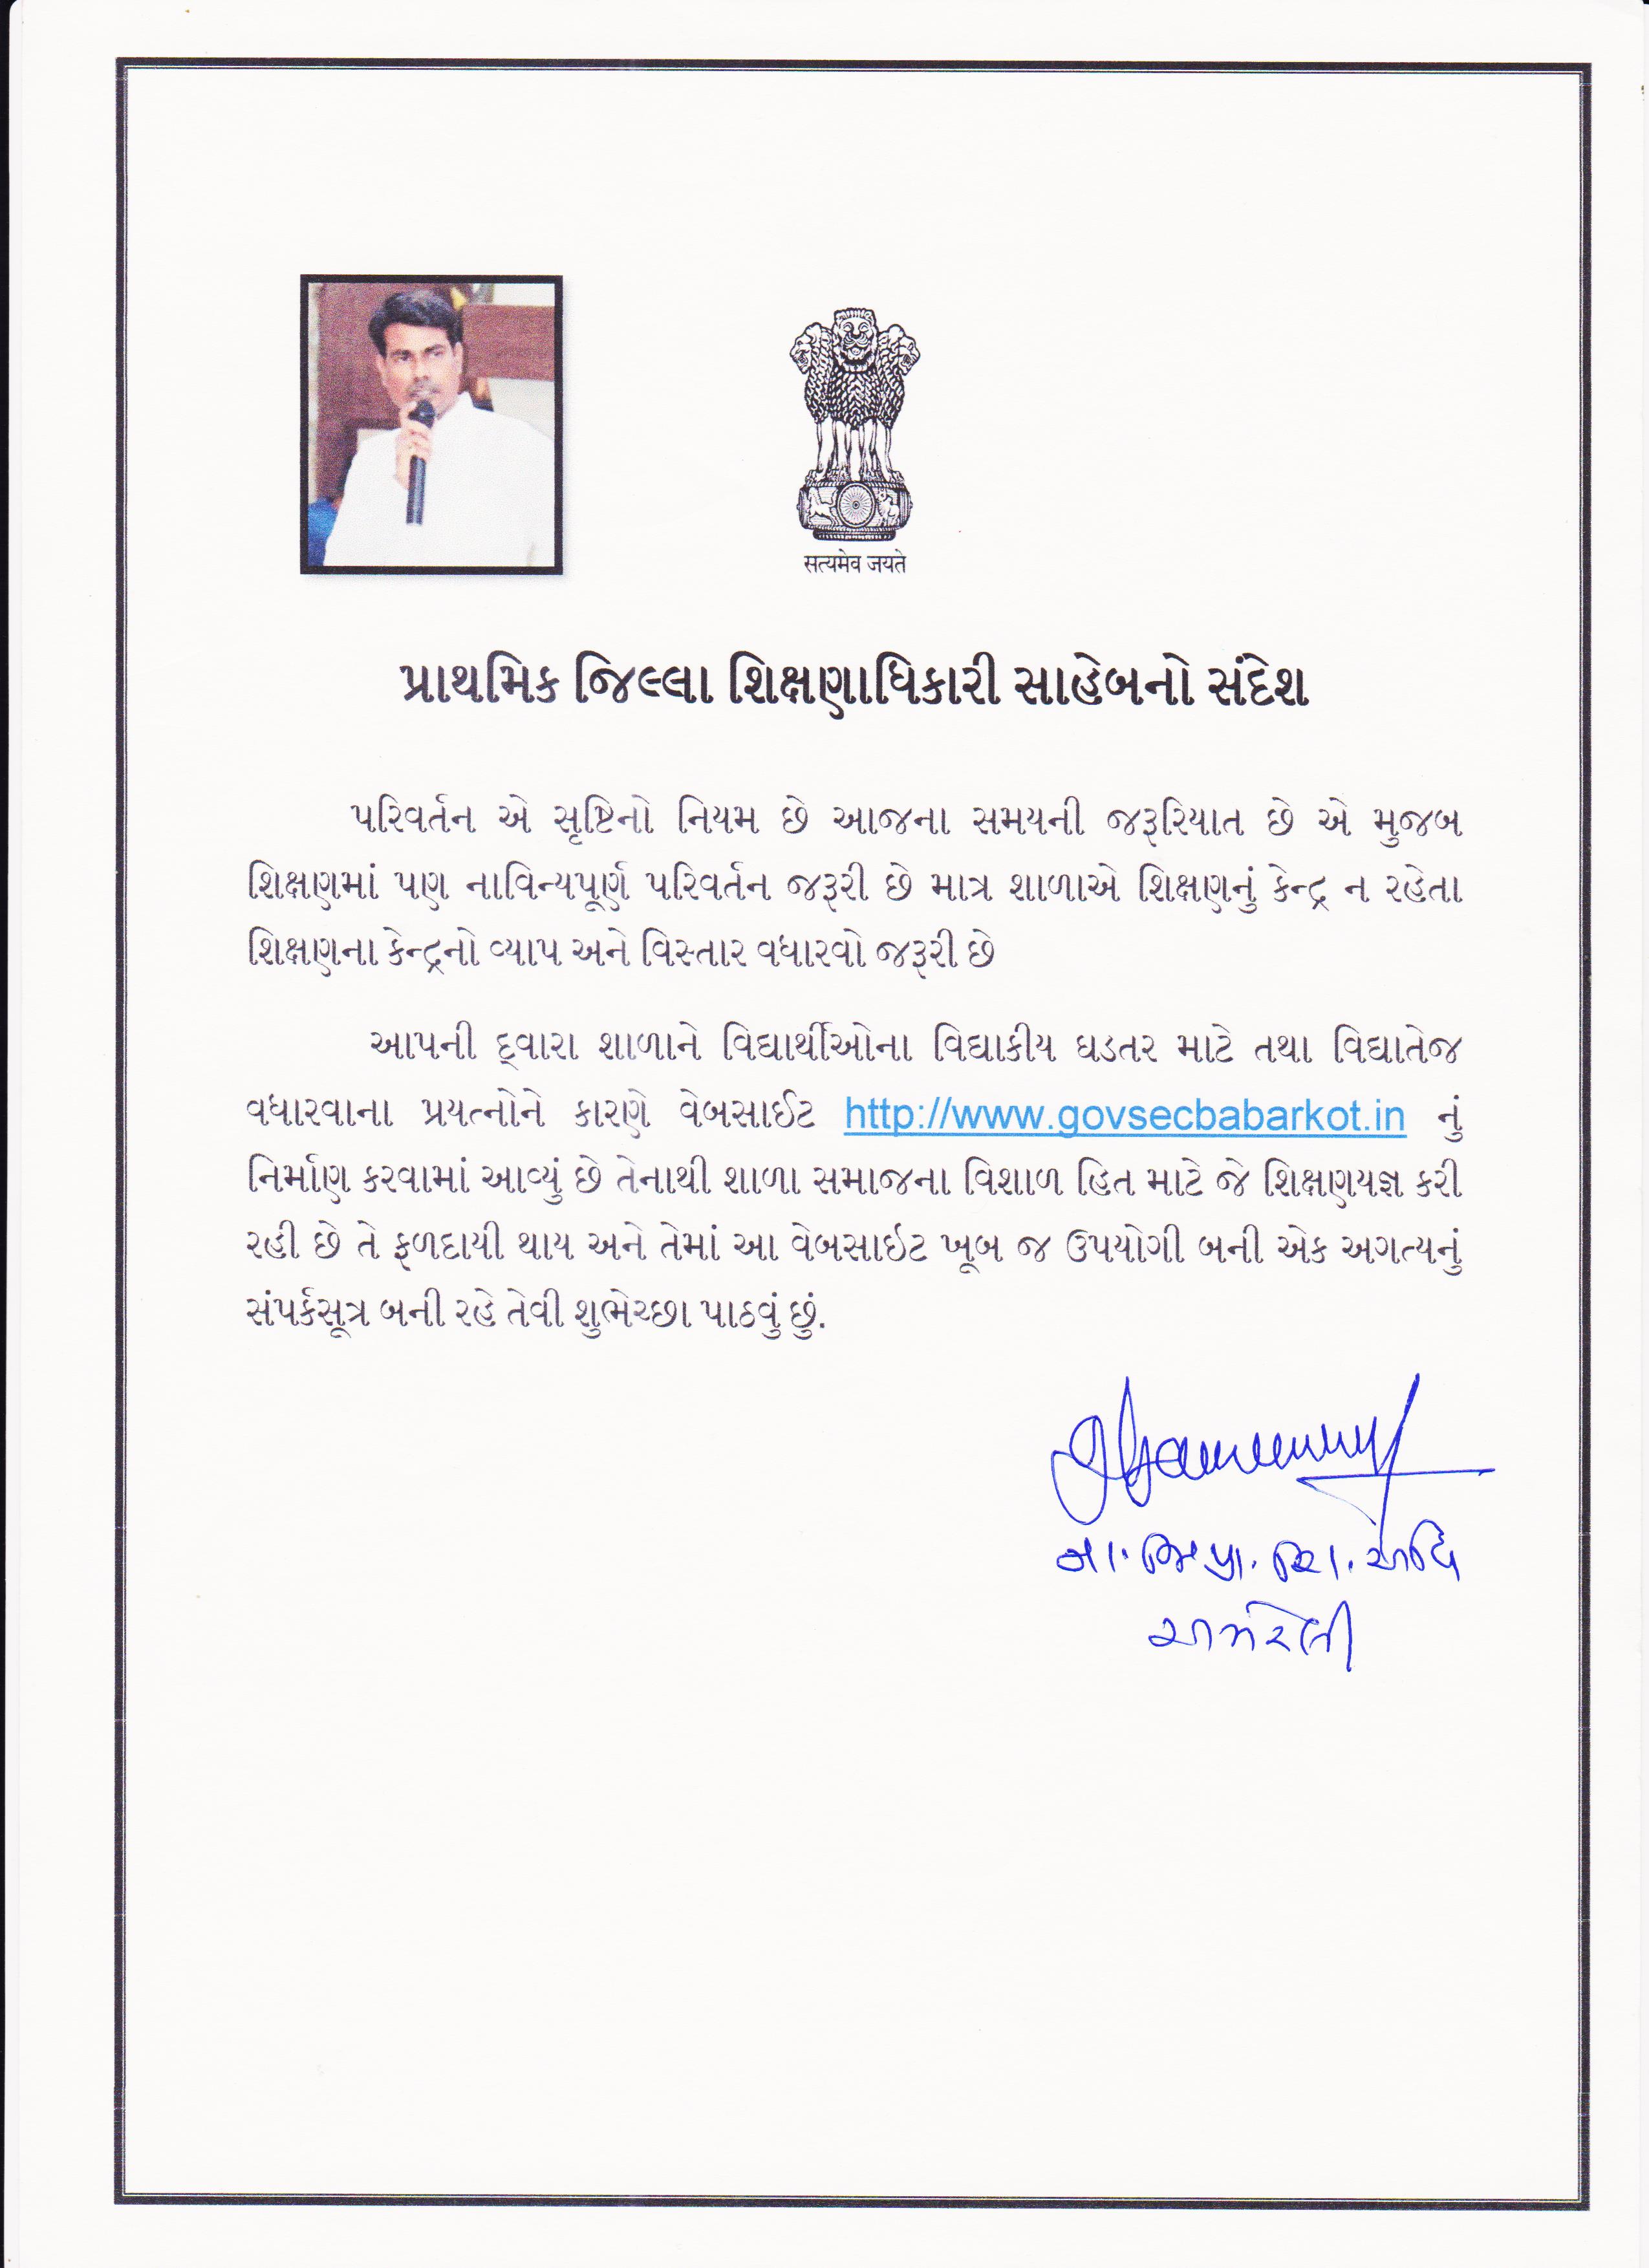 सत्यमेव जयते
પ્રાથમિક જિલ્લા શિક્ષણાધિકારી સાહેબનો સંદેશ
પરિવર્તન એ સૃષ્ટિનો નિયમ છે આજના સમયની જરૂરિયાત છે એ મુજબ
શિક્ષણમાં પણ નાવિન્યપૂર્ણ પરિવર્તન જરૂરી છે માત્ર શાળાએ શિક્ષણનું કેન્દ્ર ન રહેતા
શિક્ષણના કેન્દ્રનો વ્યાપ અને વિસ્તાર વધારવો જરૂરી છે
આપની દ્વારા શાળાને વિદ્યાર્થીઓના વિદ્યાકીય ઘડતર માટે તથા વિદ્યાતેજ
વધારવાના પ્રયત્નોને કારણે વેબસાઈટ http://www.govsecbabarkot.in નું
નિર્માણ કરવામાં આવ્યું છે તેનાથી શાળા સમાજના વિશાળ હિત માટે જે શિક્ષણયજ્ઞ કરી
રહી છે તે ફળદાયી થાય અને તેમાં આ વેબસાઇટ ખૂબ જ ઉપયોગી બની એક અગત્યનું
સંપર્કસૂત્ર બની રહે તેવી શુભેચ્છા પાઠવું છું.
જિ.પ્રા. શિ. અધિ
અમરેલી